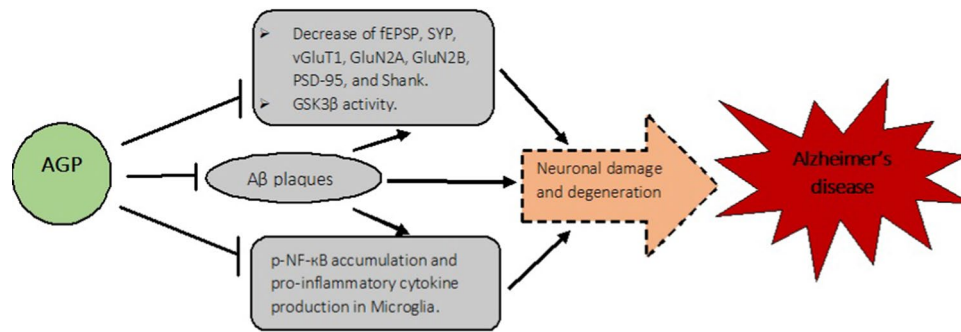 AGP
➢ Decrease of fEPSP, SYP,
vGluT1, GluN2A, GluN2B,
PSD-95, and Shank.
➢ GSK3β activity.
Aβ plaques
p-NF-κB accumulation and
pro-inflammatory cytokine
production in Microglia.
Neuronal damage
and degeneration
Alzheimer's
disease